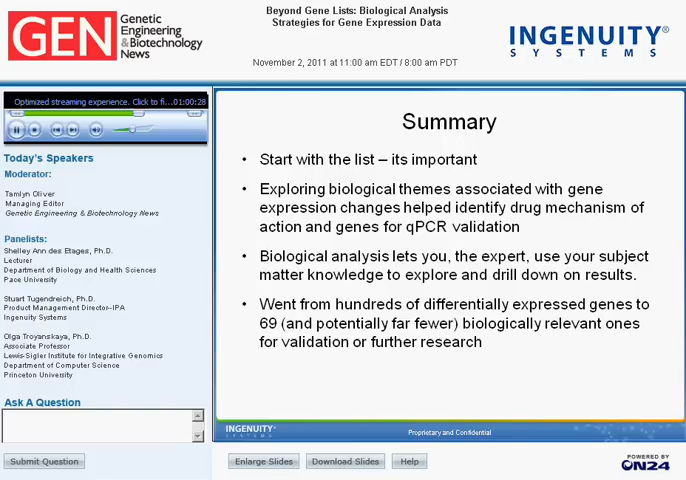 GEN
Genetic
Engineering
& Biotechnology
News
Beyond Gene Lists: Biological Analysis
Strategies for Gene Expression Data
November 2, 2011 at 11:00 am EDT / 8:00 am PDT
INGENUITY®
SYSTEMS
Optimized streaming experience. Click to fi...
01:00:28
Today's Speakers
Moderator:
Tamlyn Oliver
Managing Editor
Genetic Engineering & Biotechnology News
Panelists:
Shelley Ann des Etages, Ph.D.
Lecturer
Department of Biology and Health Sciences
Pace University
Stuart Tugendreich, Ph.D.
Product Management Director–IPA
Ingenuity Systems
Olga Troyanskaya, Ph.D.
Associate Professor
Lewis-Sigler Institute for Integrative Genomics
Department of Computer Science
Princeton University
Ask A Question
Submit Question
Summary
• Start with the list – its important
• Exploring biological themes associated with gene
expression changes helped identify drug mechanism of
action and genes for qPCR validation
• Biological analysis lets you, the expert, use your subject
matter knowledge to explore and drill down on results.
• Went from hundreds of differentially expressed genes to
69 (and potentially far fewer) biologically relevant ones
for validation or further research
INGENUITY®
SYSTEMS
Proprietary and Confidential
Enlarge Slides
Download Slides
Help
POWERED BY
ON24